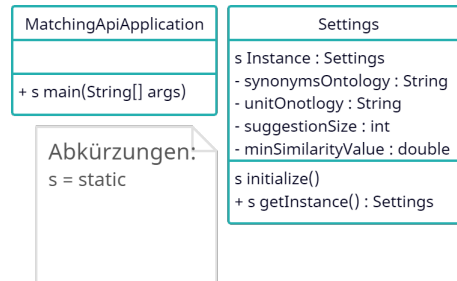 MatchingApiApplication
+ s main(String[] args)
Abkürzungen:
s = static
Settings
s Instance : Settings
- synonymsOntology : String
- unitOnotlogy : String
- suggestionSize : int
- minSimilarityValue : double
s initialize()
+ s getInstance() : Settings